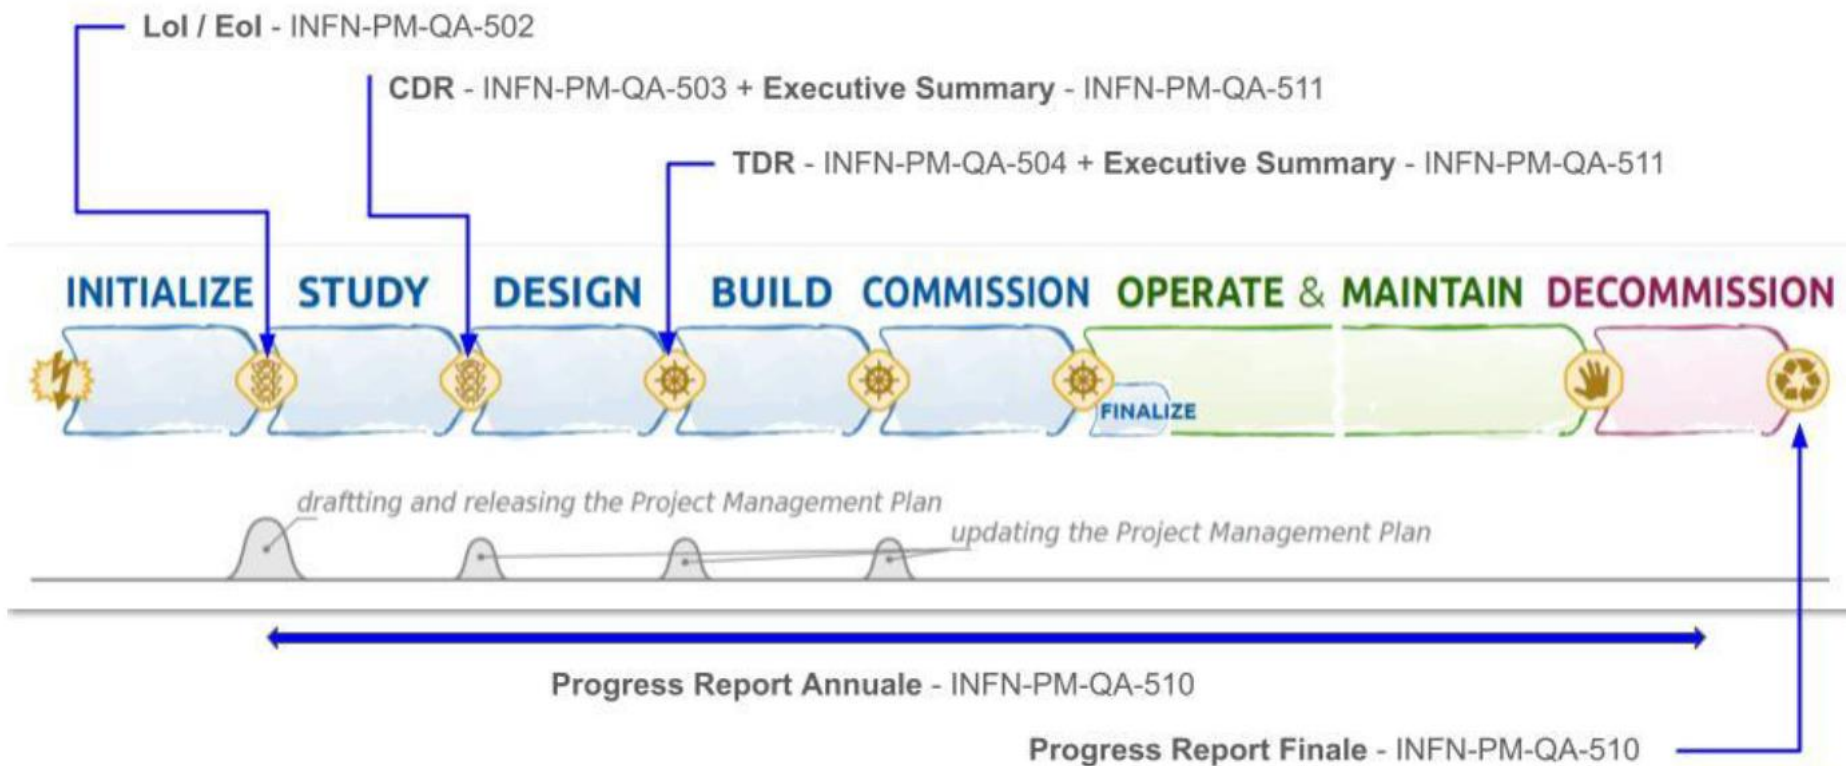 LoI / EoI - INFN-PM-QA-502
CDR - INFN-PM-QA-503 + Executive Summary - INFN-PM-QA-511
TDR - INFN-PM-QA-504 + Executive Summary - INFN-PM-QA-511
INITIALIZE STUDY DESIGN BUILD COMMISSION OPERATE & MAINTAIN DECOMMISSION
FINALIZE
draftting and releasing the Project Management Plan
updating the Project Management Plan
Progress Report Annuale - INFN-PM-QA-510
Progress Report Finale - INFN-PM-QA-510